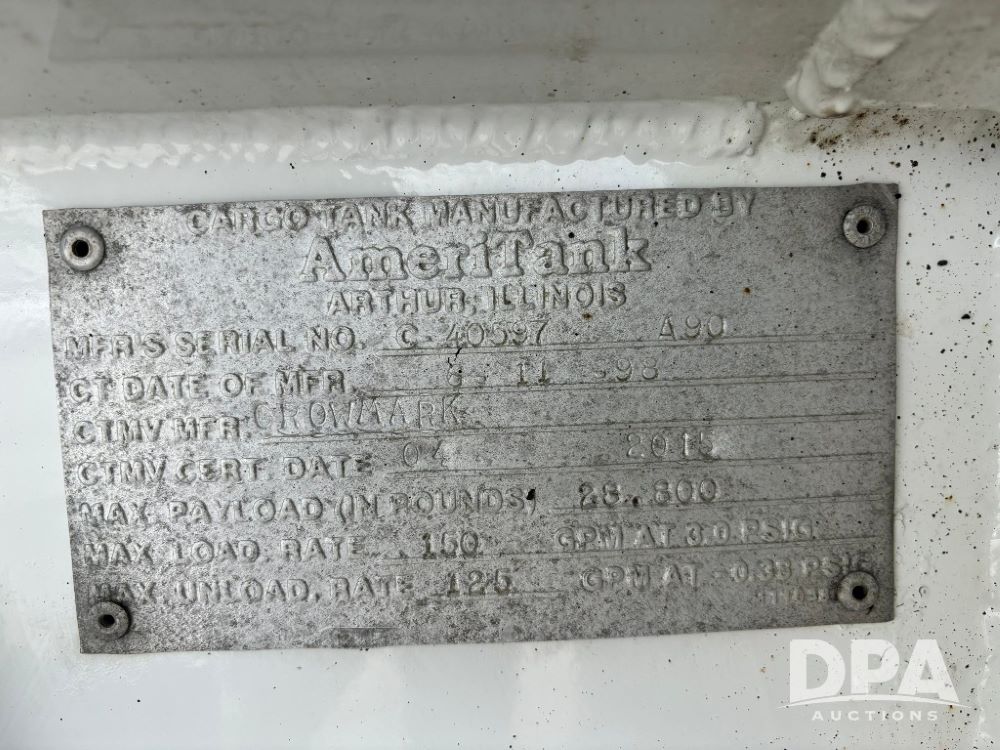 CARGO TANK MANUFACTURED BY
AmeriTank
ARTHUR, ILLINOIS
MFR'S SERIAL NO. C-40597 A90
CT DATE OF MFR. 8-11-98
CTMV MFR. CROWMARK
CTMV CERT. DATE 04 2015
MAX. PAYLOAD (IN POUNDS) 28,800
MAX. LOAD. RATE 150 GPM AT 3.0 PSIG
MAX. UNLOAD. RATE 125 GPM AT -0.38 PSIG
DPA
AUCTIONS